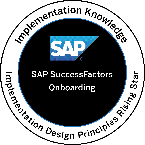 Implementation Knowledge
SAP
SAP SuccessFactors
Onboarding
Implementation Design Principles Rising Star